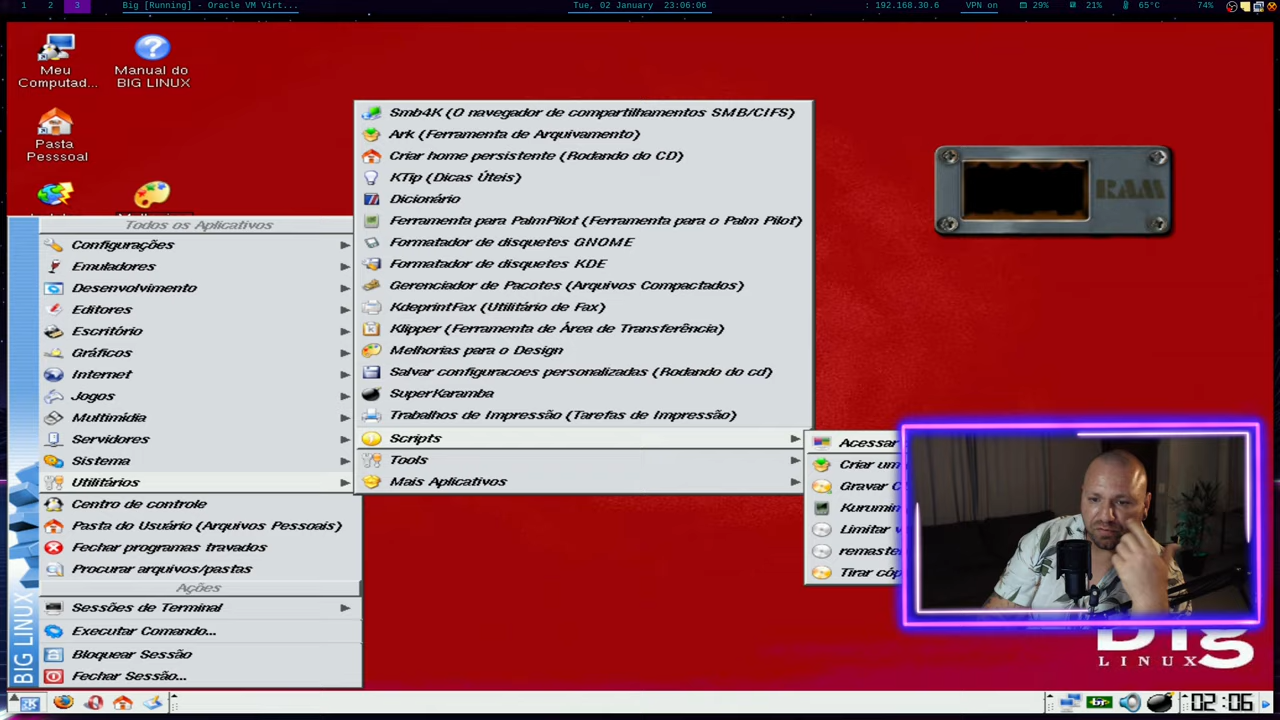 1 2 3 Big [Running] - Oracle VM Virt... Tue, 02 January 23:06:06 : 192.168.30.6 VPN on 29% 21% 65°C 74%
Meu
Computad...
Manual do
BIG LINUX
Pasta
Pesssoal
RAM
Todos os Aplicativos
Configurações
Emuladores
Desenvolvimento
Editores
Escritório
Gráficos
Internet
Jogos
Multimídia
Servidores
Sistema
Utilitários
Centro de controle
Pasta do Usuário (Arquivos Pessoais)
Fechar programas travados
Procurar arquivos/pastas
Ações
Sessões de Terminal
Executar Comando...
Bloquear Sessão
Fechar Sessão...
BIG LINUX
Smb4K (O navegador de compartilhamentos SMB/CIFS)
Ark (Ferramenta de Arquivamento)
Criar home persistente (Rodando do CD)
KTip (Dicas Úteis)
Dicionário
Ferramenta para PalmPilot (Ferramenta para o Palm Pilot)
Formatador de disquetes GNOME
Formatador de disquetes KDE
Gerenciador de Pacotes (Arquivos Compactados)
KdeprintFax (Utilitário de Fax)
Klipper (Ferramenta de Área de Transferência)
Melhorias para o Design
Salvar configuracoes personalizadas (Rodando do cd)
SuperKaramba
Trabalhos de Impressão (Tarefas de Impressão)
Scripts
Tools
Mais Aplicativos
Acessar
Criar um
Gravar C
Kurumin
Limitar
remaste
Tirar cóp
Big
LINUX
br
02:06